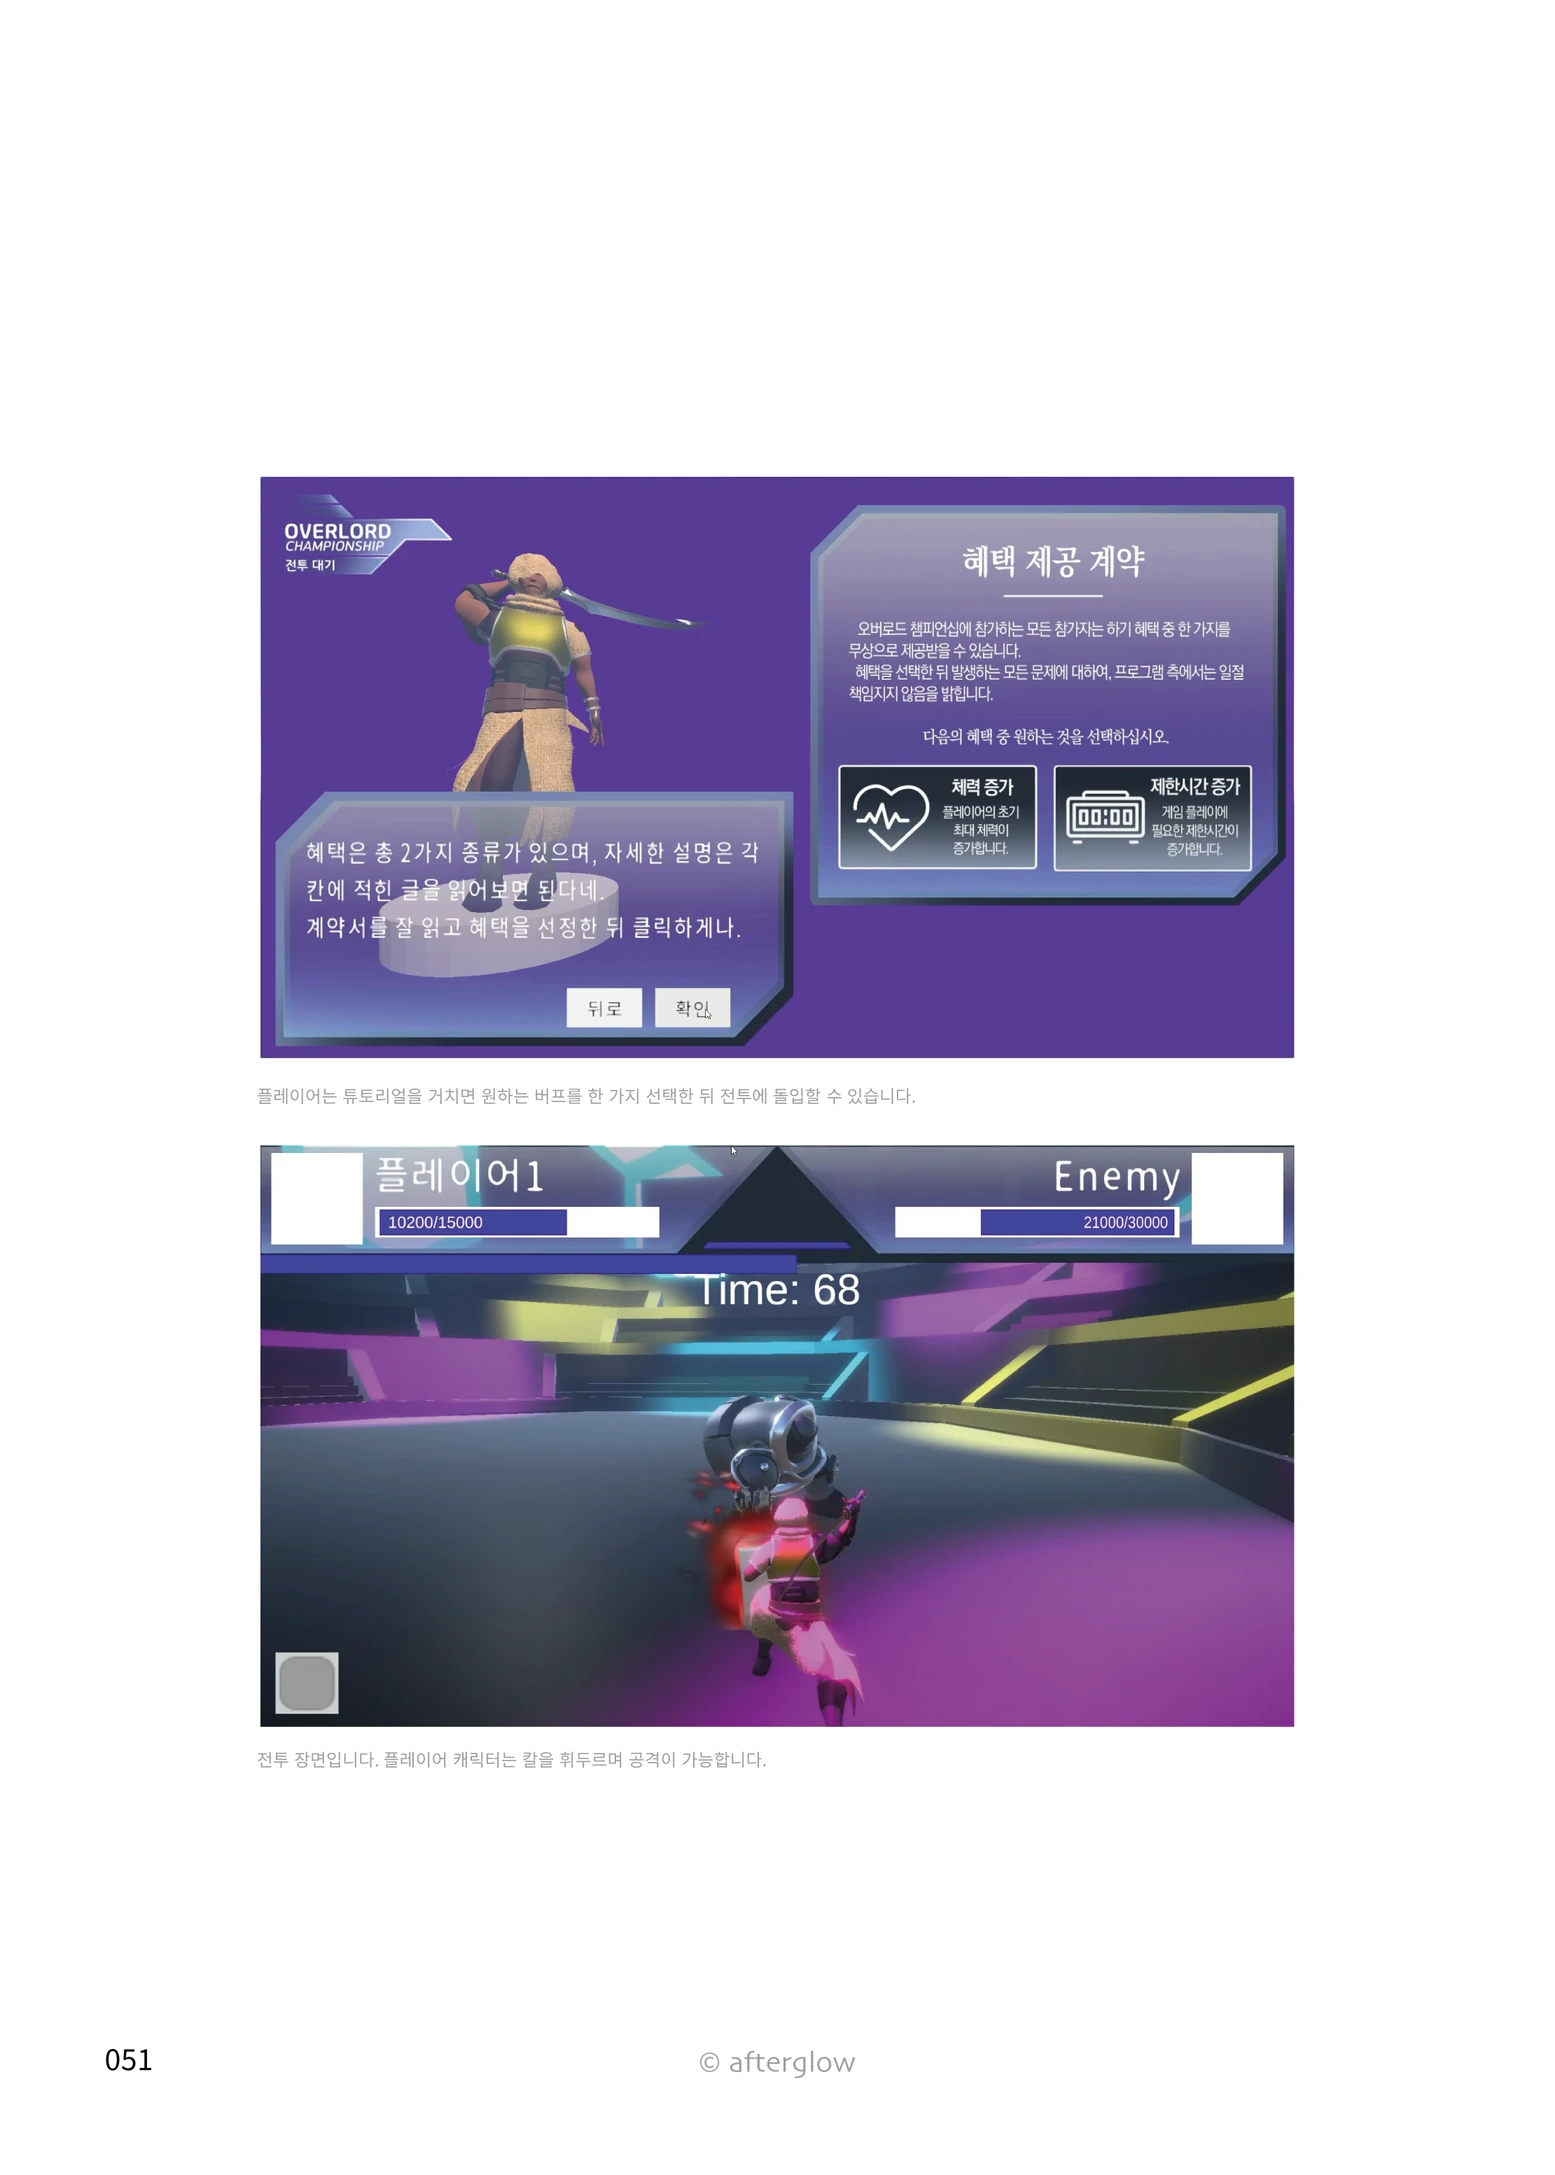 OVERLORD
CHAMPIONSHIP
전투 대기
혜택 제공 계약
오버로드 챔피언십에 참가하는 모든 참가자는 하기 혜택 중 한 가지를
무상으로 제공받을 수 있습니다.
혜택을 선택한 뒤 발생하는 모든 문제에 대하여, 프로그램 측에서는 일절
책임지지 않음을 밝힙니다.
다음의 혜택 중 원하는 것을 선택하십시오.
체력 증가
플레이어의 초기
최대 체력이
증가합니다.
00:00
제한시간 증가
게임 플레이에
필요한 제한시간이
증가합니다.
혜택은 총 2가지 종류가 있으며, 자세한 설명은 각
칸에 적힌 글을 읽어보면 된다네.
계약서를 잘 읽고 혜택을 선정한 뒤 클릭하게나.
뒤로
확인
플레이어는 튜토리얼을 거치면 원하는 버프를 한 가지 선택한 뒤 전투에 돌입할 수 있습니다.
플레이어1
10200/15000
Enemy
21000/30000
Time: 68
전투 장면입니다. 플레이어 캐릭터는 칼을 휘두르며 공격이 가능합니다.
051
© afterglow